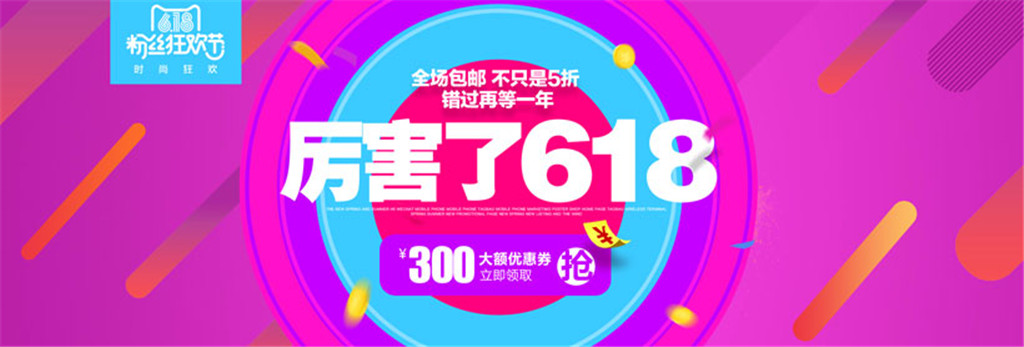 6.18
粉丝狂欢节
时尚狂欢
全场包邮 不只是5折
错过再等一年
厉害了618
¥300 大额优惠券
立即领取
抢
¥